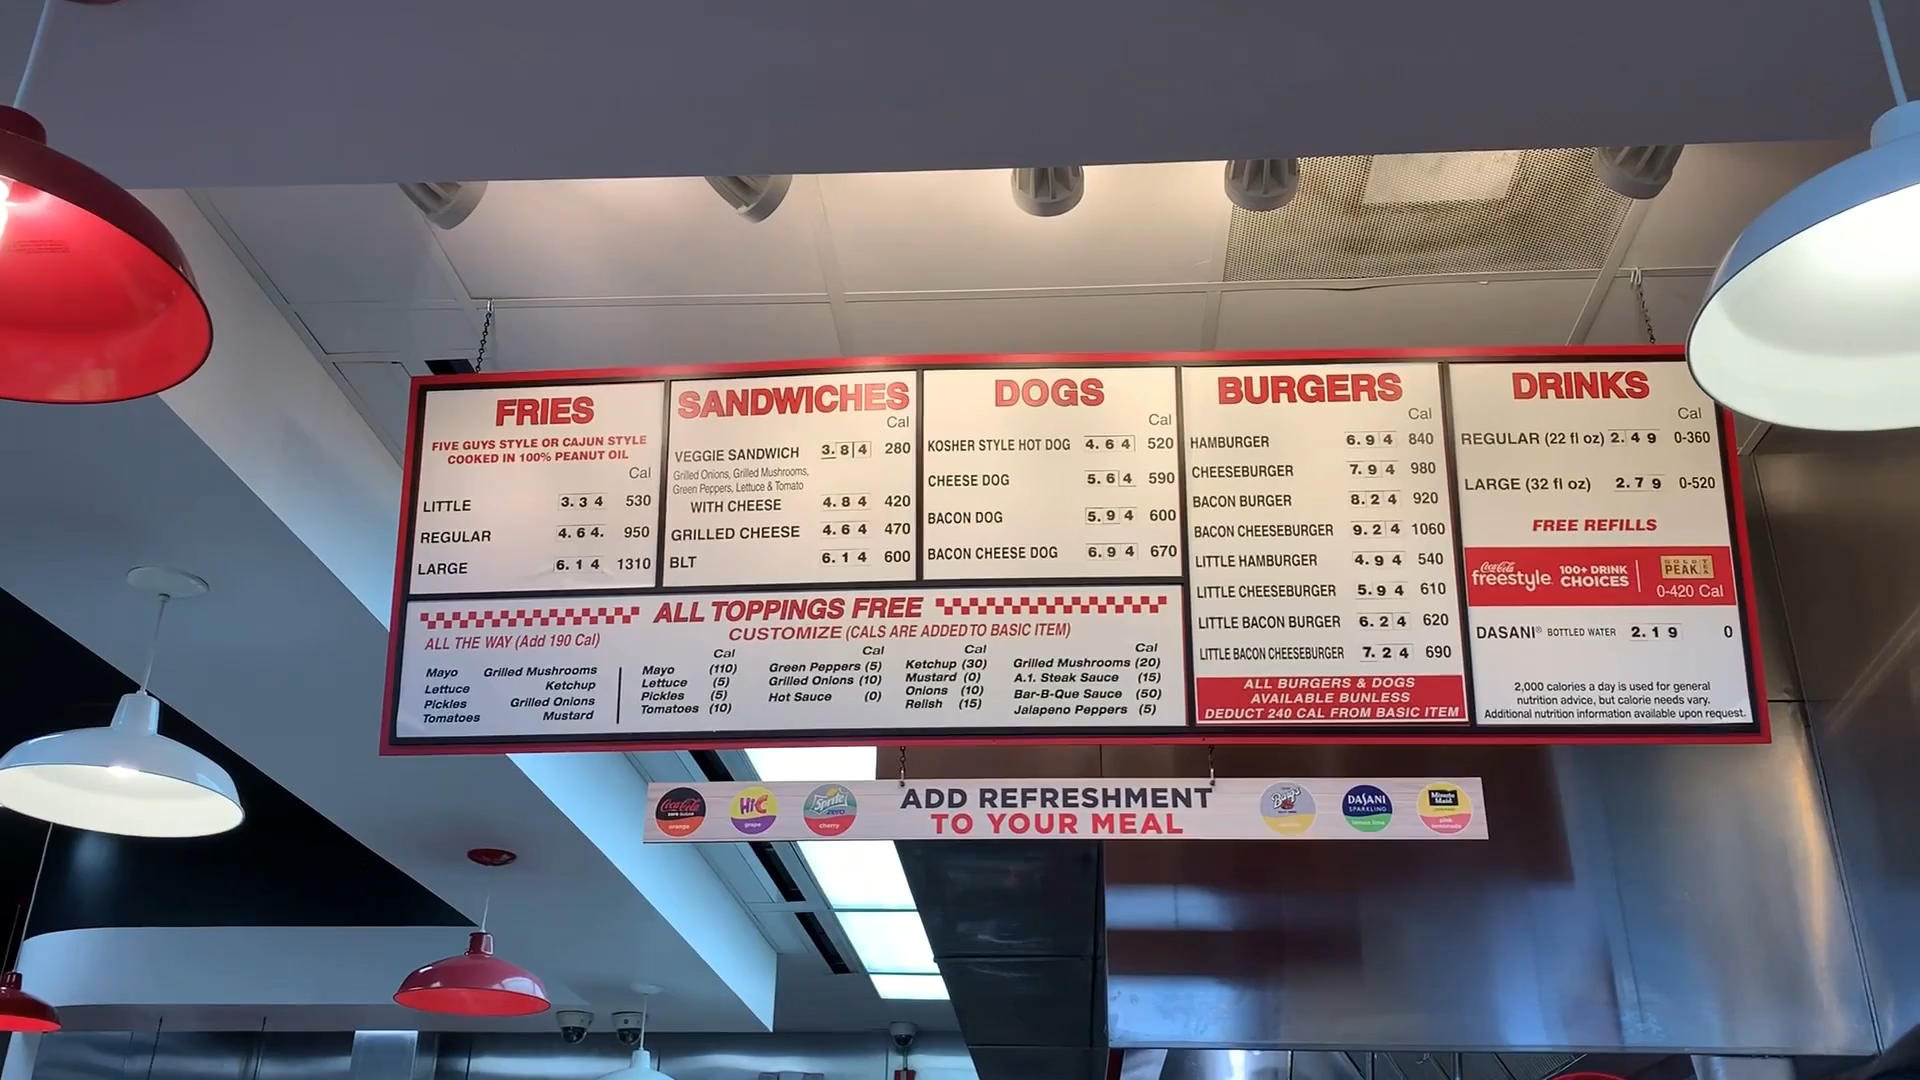 FRIES
FIVE GUYS STYLE OR CAJUN STYLE
COOKED IN 100% PEANUT OIL
Cal
LITTLE 3.34 530
REGULAR 4.64. 950
LARGE 6.14 1310
SANDWICHES
Cal
VEGGIE SANDWICH 3.84 280
Grilled Onions, Grilled Mushrooms,
Green Peppers, Lettuce & Tomato
WITH CHEESE 4.84 420
GRILLED CHEESE 4.64 470
BLT 6.14 600
DOGS
Cal
KOSHER STYLE HOT DOG 4.64 520
CHEESE DOG 5.64 590
BACON DOG 5.94 600
BACON CHEESE DOG 6.94 670
BURGERS
Cal
HAMBURGER 6.94 840
CHEESEBURGER 7.94 980
BACON BURGER 8.24 920
BACON CHEESEBURGER 9.24 1060
LITTLE HAMBURGER 4.94 540
LITTLE CHEESEBURGER 5.94 610
LITTLE BACON BURGER 6.24 620
LITTLE BACON CHEESEBURGER 7.24 690
ALL BURGERS & DOGS
AVAILABLE BUNLESS
DEDUCT 240 CAL FROM BASIC ITEM
DRINKS
Cal
REGULAR (22 fl oz) 2.49 0-360
LARGE (32 fl oz) 2.79 0-520
FREE REFILLS
Coca-Cola
freestyle
100+ DRINK
CHOICES
GOLD
PEAK
TEA
0-420 Cal
DASANI® BOTTLED WATER 2.19 0
2,000 calories a day is used for general
nutrition advice, but calorie needs vary.
Additional nutrition information available upon request.
ALL TOPPINGS FREE
CUSTOMIZE (CALS ARE ADDED TO BASIC ITEM)
ALL THE WAY (Add 190 Cal)
Mayo Grilled Mushrooms
Lettuce Ketchup
Pickles Grilled Onions
Tomatoes Mustard
Cal
Mayo (110)
Lettuce (5)
Pickles (5)
Tomatoes (10)
Cal
Green Peppers (5)
Grilled Onions (10)
Hot Sauce (0)
Cal
Ketchup (30)
Mustard (0)
Onions (10)
Relish (15)
Cal
Grilled Mushrooms (20)
A.1. Steak Sauce (15)
Bar-B-Que Sauce (50)
Jalapeno Peppers (5)
Coca-Cola
ZERO SUGAR
orange
Hi-C
grape
Sprite
ZERO
cherry
ADD REFRESHMENT
TO YOUR MEAL
Barq's
DASANI
SPARKLING
Minute
Maid
pink
lemonade